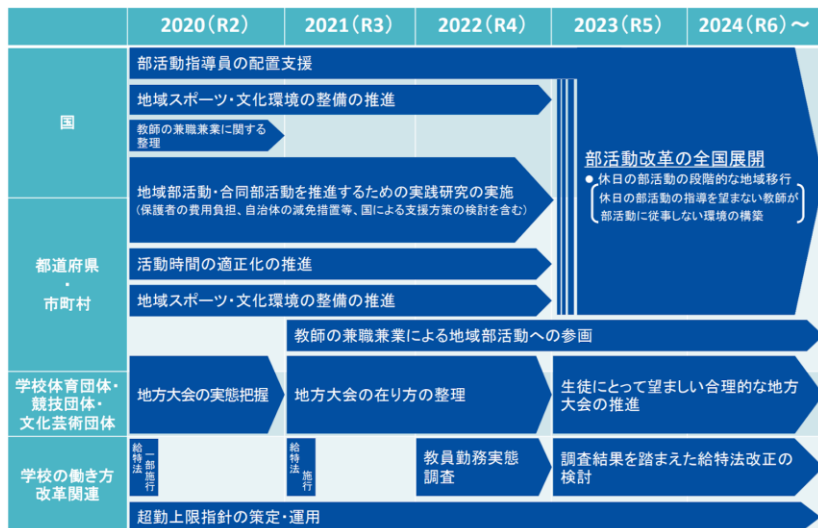 2020(R2)
2021(R3)
2022(R4)
2023(R5)
2024(R6)～
国
部活動指導員の配置支援
地域スポーツ・文化環境の整備の推進
教師の兼職兼業に関する
整理
地域部活動・合同部活動を推進するための実践研究の実施
(保護者の費用負担、自治体の減免措置等、国による支援方策の検討を含む)
部活動改革の全国展開
● 休日の部活動の段階的な地域移行
休日の部活動の指導を望まない教師が
部活動に従事しない環境の構築
都道府県
・
市町村
活動時間の適正化の推進
地域スポーツ・文化環境の整備の推進
教師の兼職兼業による地域部活動への参画
学校体育団体・
競技団体・
文化芸術団体
地方大会の実態把握
地方大会の在り方の整理
生徒にとって望ましい合理的な地方
大会の推進
学校の働き方
改革関連
給特法
一部施行
給特法
施行
教員勤務実態
調査
調査結果を踏まえた給特法改正の
検討
超勤上限指針の策定・運用